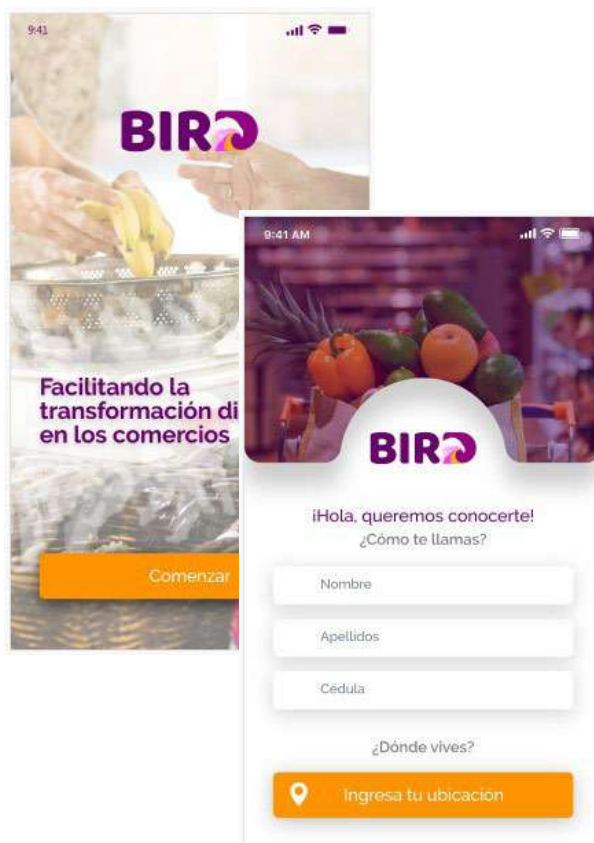 9:41
BIRD
Facilitando la
transformación di
en los comercios
Comenzar
9:41 AM
BIRD
¡Hola, queremos conocerte!
¿Cómo te llamas?
Nombre
Apellidos
Cédula
¿Dónde vives?
Ingresa tu ubicación